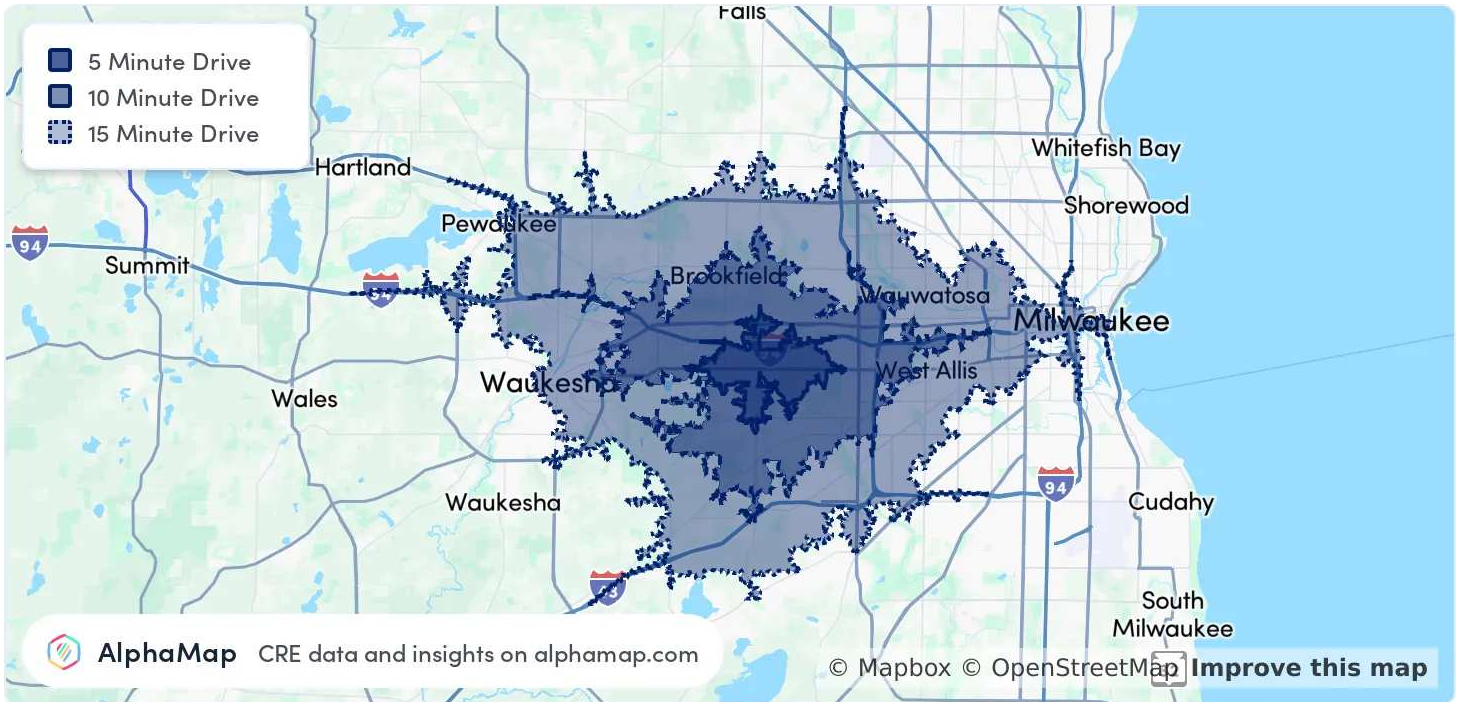 Falls
5 Minute Drive
10 Minute Drive
15 Minute Drive
Hartland
Whitefish Bay
Shorewood
Pewaukee
94
Summit
94
Brookfield
Wauwatosa
Milwaukee
West Allis
Waukesha
Wales
Waukesha
94
Cudahy
43
South
Milwaukee
AlphaMap CRE data and insights on alphamap.com
© Mapbox © OpenStreetMap Improve this map